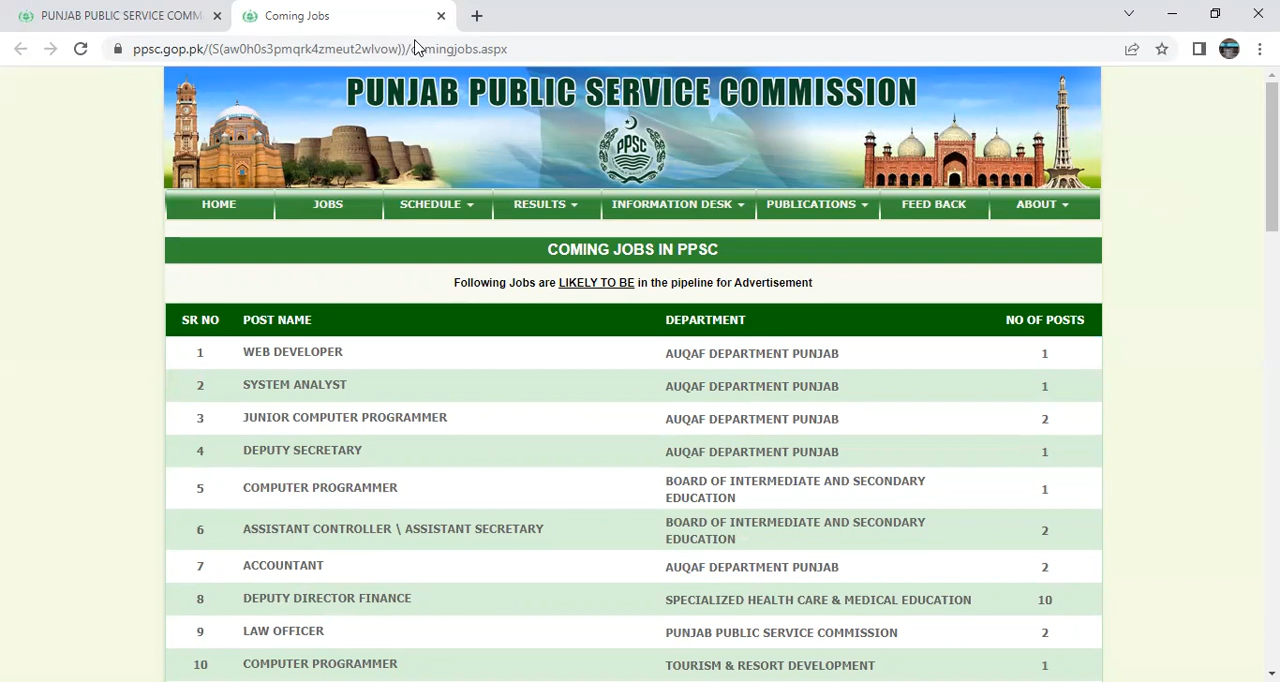 PUNJAB PUBLIC SERVICE COMM
Coming Jobs
ppsc.gop.pk/(S(aw0h0s3pmqrk4zmeut2wlvow))/comingjobs.aspx
PUNJAB PUBLIC SERVICE COMMISSION
PPSC
HOME JOBS SCHEDULE RESULTS INFORMATION DESK PUBLICATIONS FEED BACK ABOUT
COMING JOBS IN PPSC
Following Jobs are LIKELY TO BE in the pipeline for Advertisement
SR NO POST NAME DEPARTMENT NO OF POSTS
1 WEB DEVELOPER AUQAF DEPARTMENT PUNJAB 1
2 SYSTEM ANALYST AUQAF DEPARTMENT PUNJAB 1
3 JUNIOR COMPUTER PROGRAMMER AUQAF DEPARTMENT PUNJAB 2
4 DEPUTY SECRETARY AUQAF DEPARTMENT PUNJAB 1
5 COMPUTER PROGRAMMER BOARD OF INTERMEDIATE AND SECONDARY
EDUCATION 1
6 ASSISTANT CONTROLLER \ ASSISTANT SECRETARY BOARD OF INTERMEDIATE AND SECONDARY
EDUCATION 2
7 ACCOUNTANT AUQAF DEPARTMENT PUNJAB 2
8 DEPUTY DIRECTOR FINANCE SPECIALIZED HEALTH CARE & MEDICAL EDUCATION 10
9 LAW OFFICER PUNJAB PUBLIC SERVICE COMMISSION 2
10 COMPUTER PROGRAMMER TOURISM & RESORT DEVELOPMENT 1